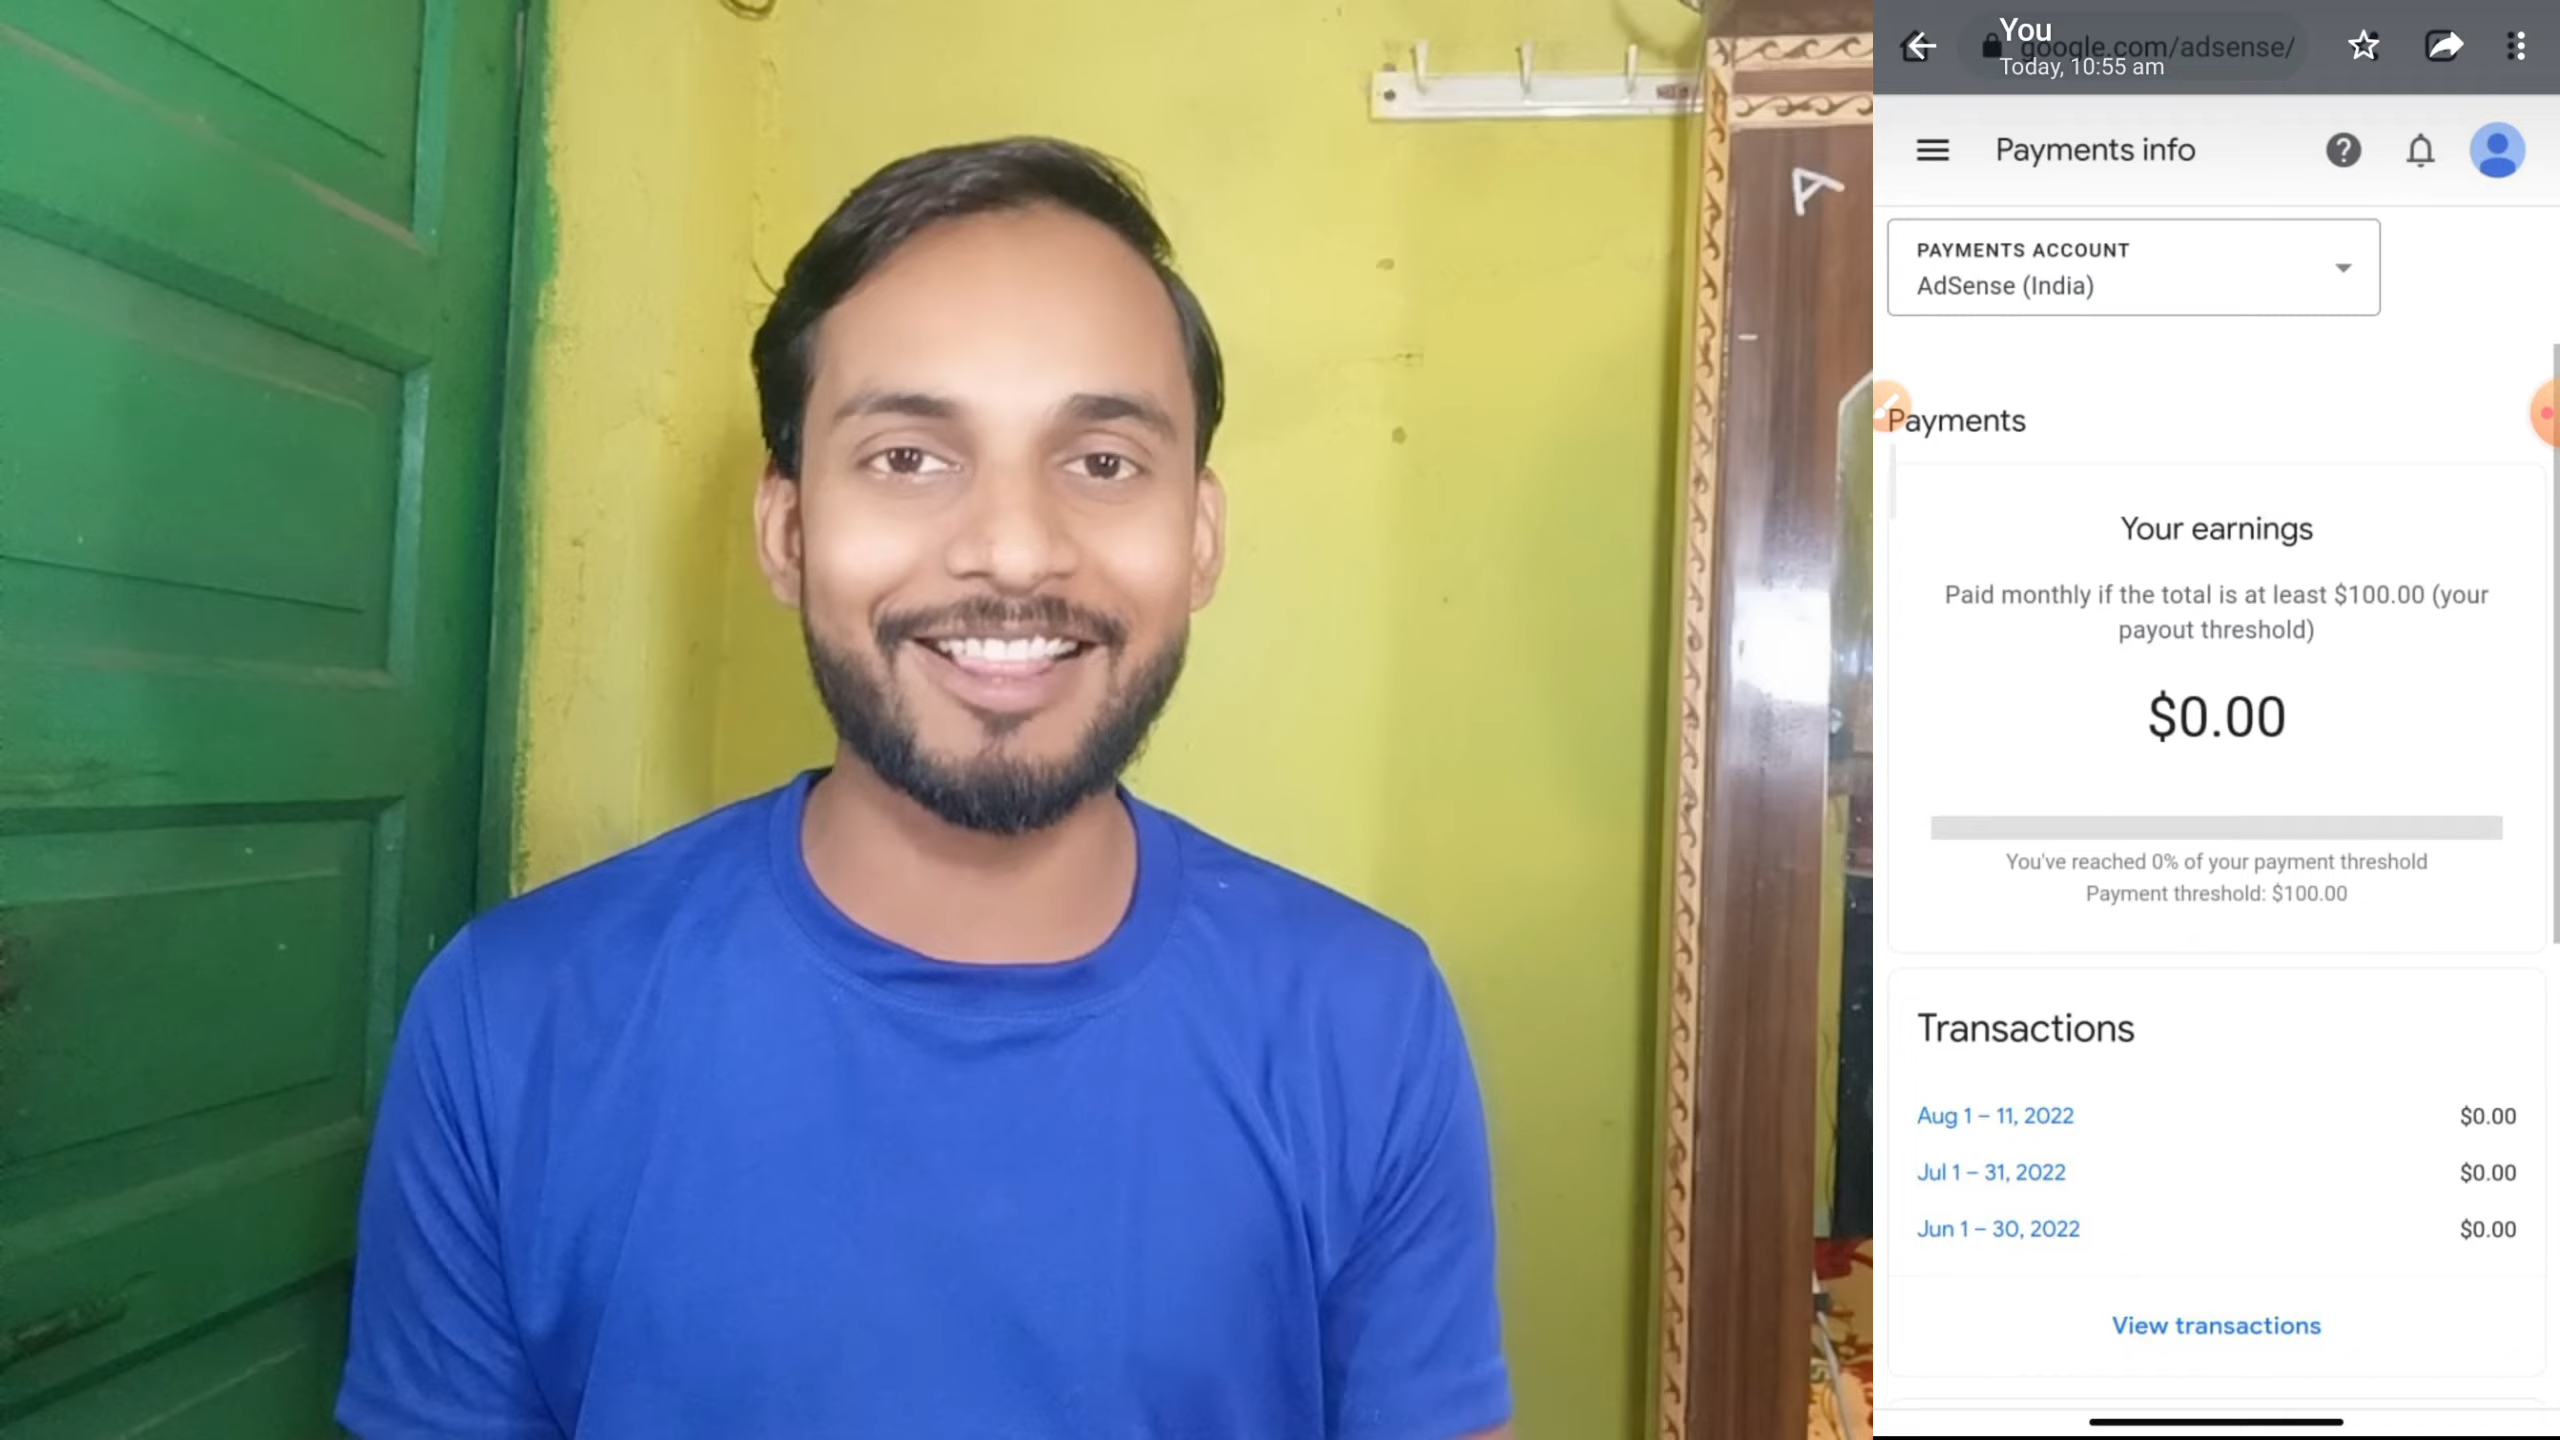 A
You
google.com/adsense/
Today, 10:55 am
Payments info
PAYMENTS ACCOUNT
AdSense (India)
Payments
Your earnings
Paid monthly if the total is at least $100.00 (your
payout threshold)
$0.00
You've reached 0% of your payment threshold
Payment threshold: $100.00
Transactions
Aug 1 – 11, 2022 $0.00
Jul 1 – 31, 2022 $0.00
Jun 1 – 30, 2022 $0.00
View transactions